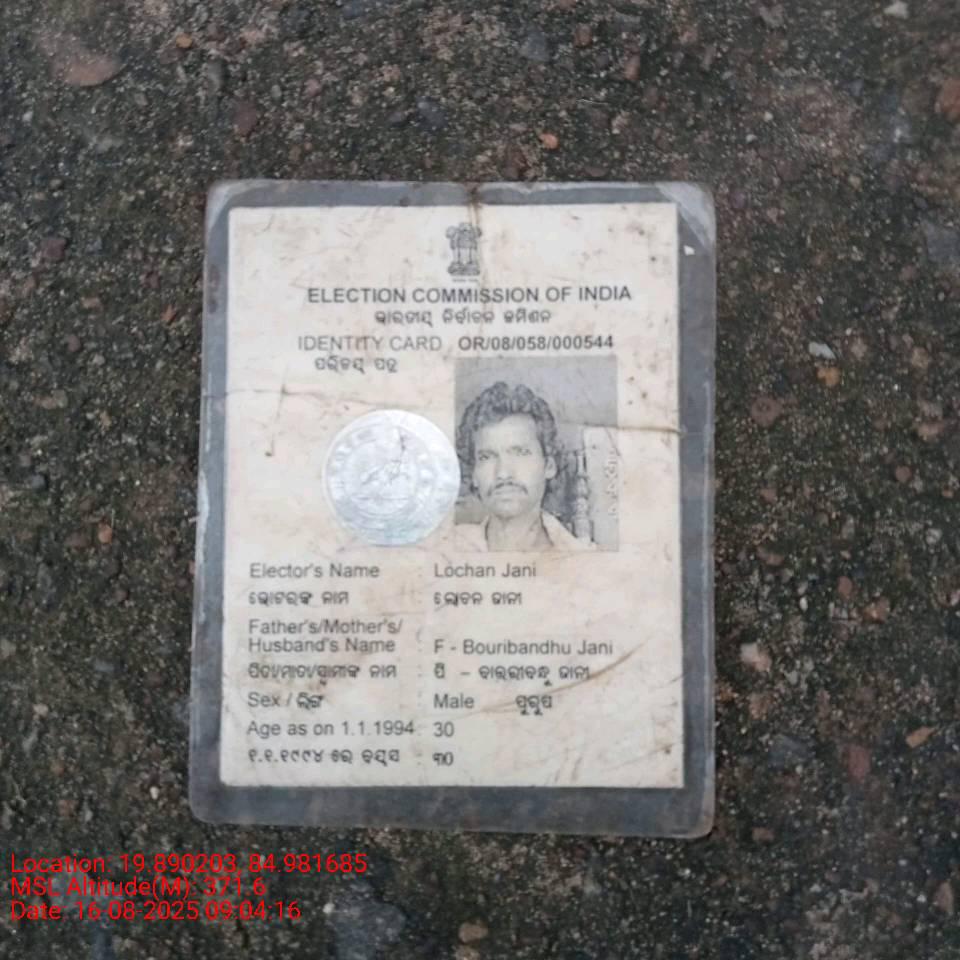 ELECTION COMMISSION OF INDIA
ଭାରତୀୟ ନିର୍ବାଚନ କମିଶନ
IDENTITY CARD OR/08/058/000544
ପରିଚୟ ପତ୍ର
Elector's Name Lochan Jani
ଭୋଟରଙ୍କ ନାମ : ଲୋଚନ ଜାନୀ
Father's/Mother's/
Husband's Name : F - Bouribandhu Jani
ପିତା/ମାତା/ସ୍ଵାମୀଙ୍କ ନାମ : ପି - ବାଉରୀବନ୍ଧୁ ଜାନୀ
Sex / ଲିଙ୍ଗ : Male ପୁରୁଷ
Age as on 1.1.1994 : 30
୧.୧.୧୯୯୪ ରେ ବୟସ : ୩୦
Location: 19.890203, 84.981685
MSL Altitude(M): 371.6
Date: 16-08-2025 09:04:16